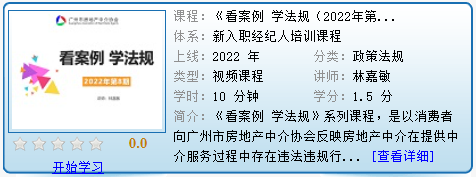 广州市房地产中介协会
看案例 学法规
2022年第8期
0.0
开始学习
课程：《看案例 学法规（2022年第...
体系：新入职经纪人培训课程
上线：2022 年 分类：政策法规
类型：视频课程 讲师：林嘉敏
学时：10 分钟 学分：1.5 分
简介：《看案例 学法规》系列课程，是以消费者
向广州市房地产中介协会反映房地产中介在提供中
介服务过程中存在违法违规行... [查看详细]